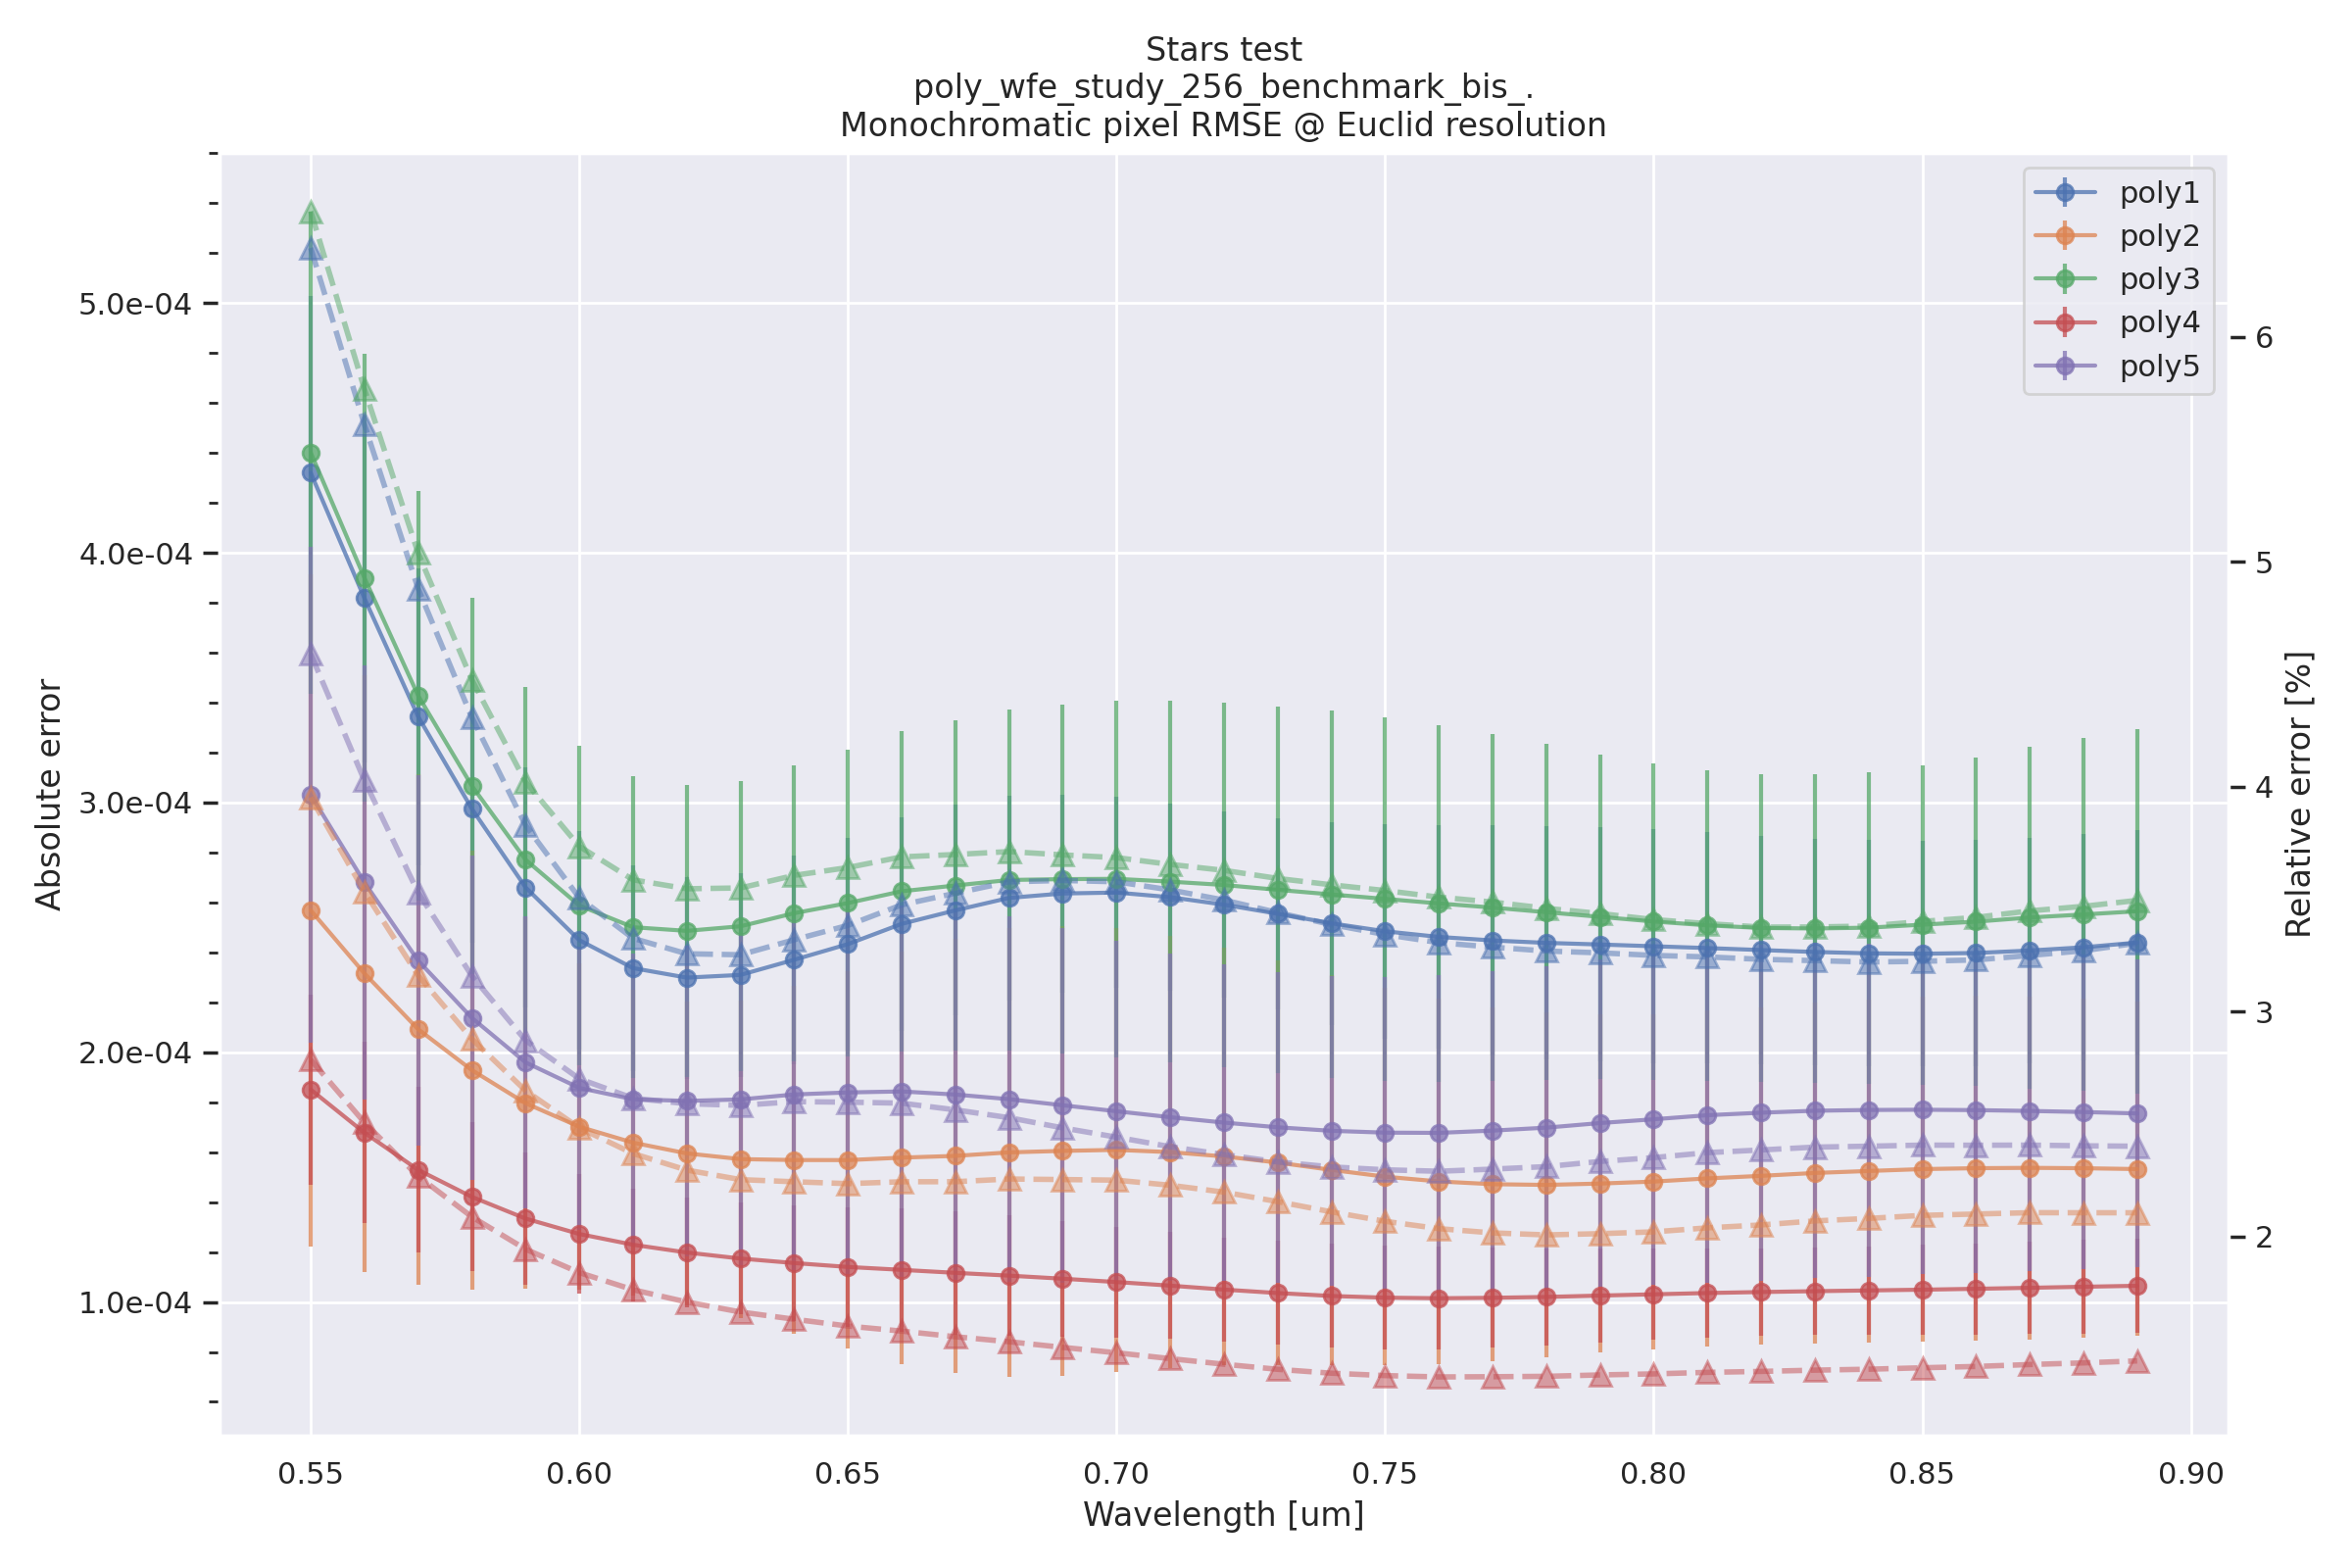 Stars test
poly_wfe_study_256_benchmark_bis_.
Monochromatic pixel RMSE @ Euclid resolution
poly1
poly2
poly3
poly4
poly5
Absolute error
5.0e-04
4.0e-04
3.0e-04
2.0e-04
1.0e-04
Relative error [%]
6
5
4
3
2
0.55 0.60 0.65 0.70 0.75 0.80 0.85 0.90
Wavelength [um]